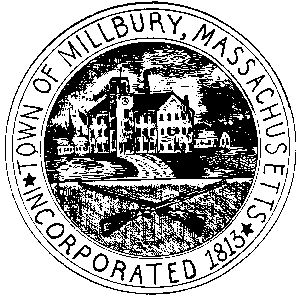 TOWN OF MILLBURY, MASSACHUSETTS
★ INCORPORATED 1813 ★